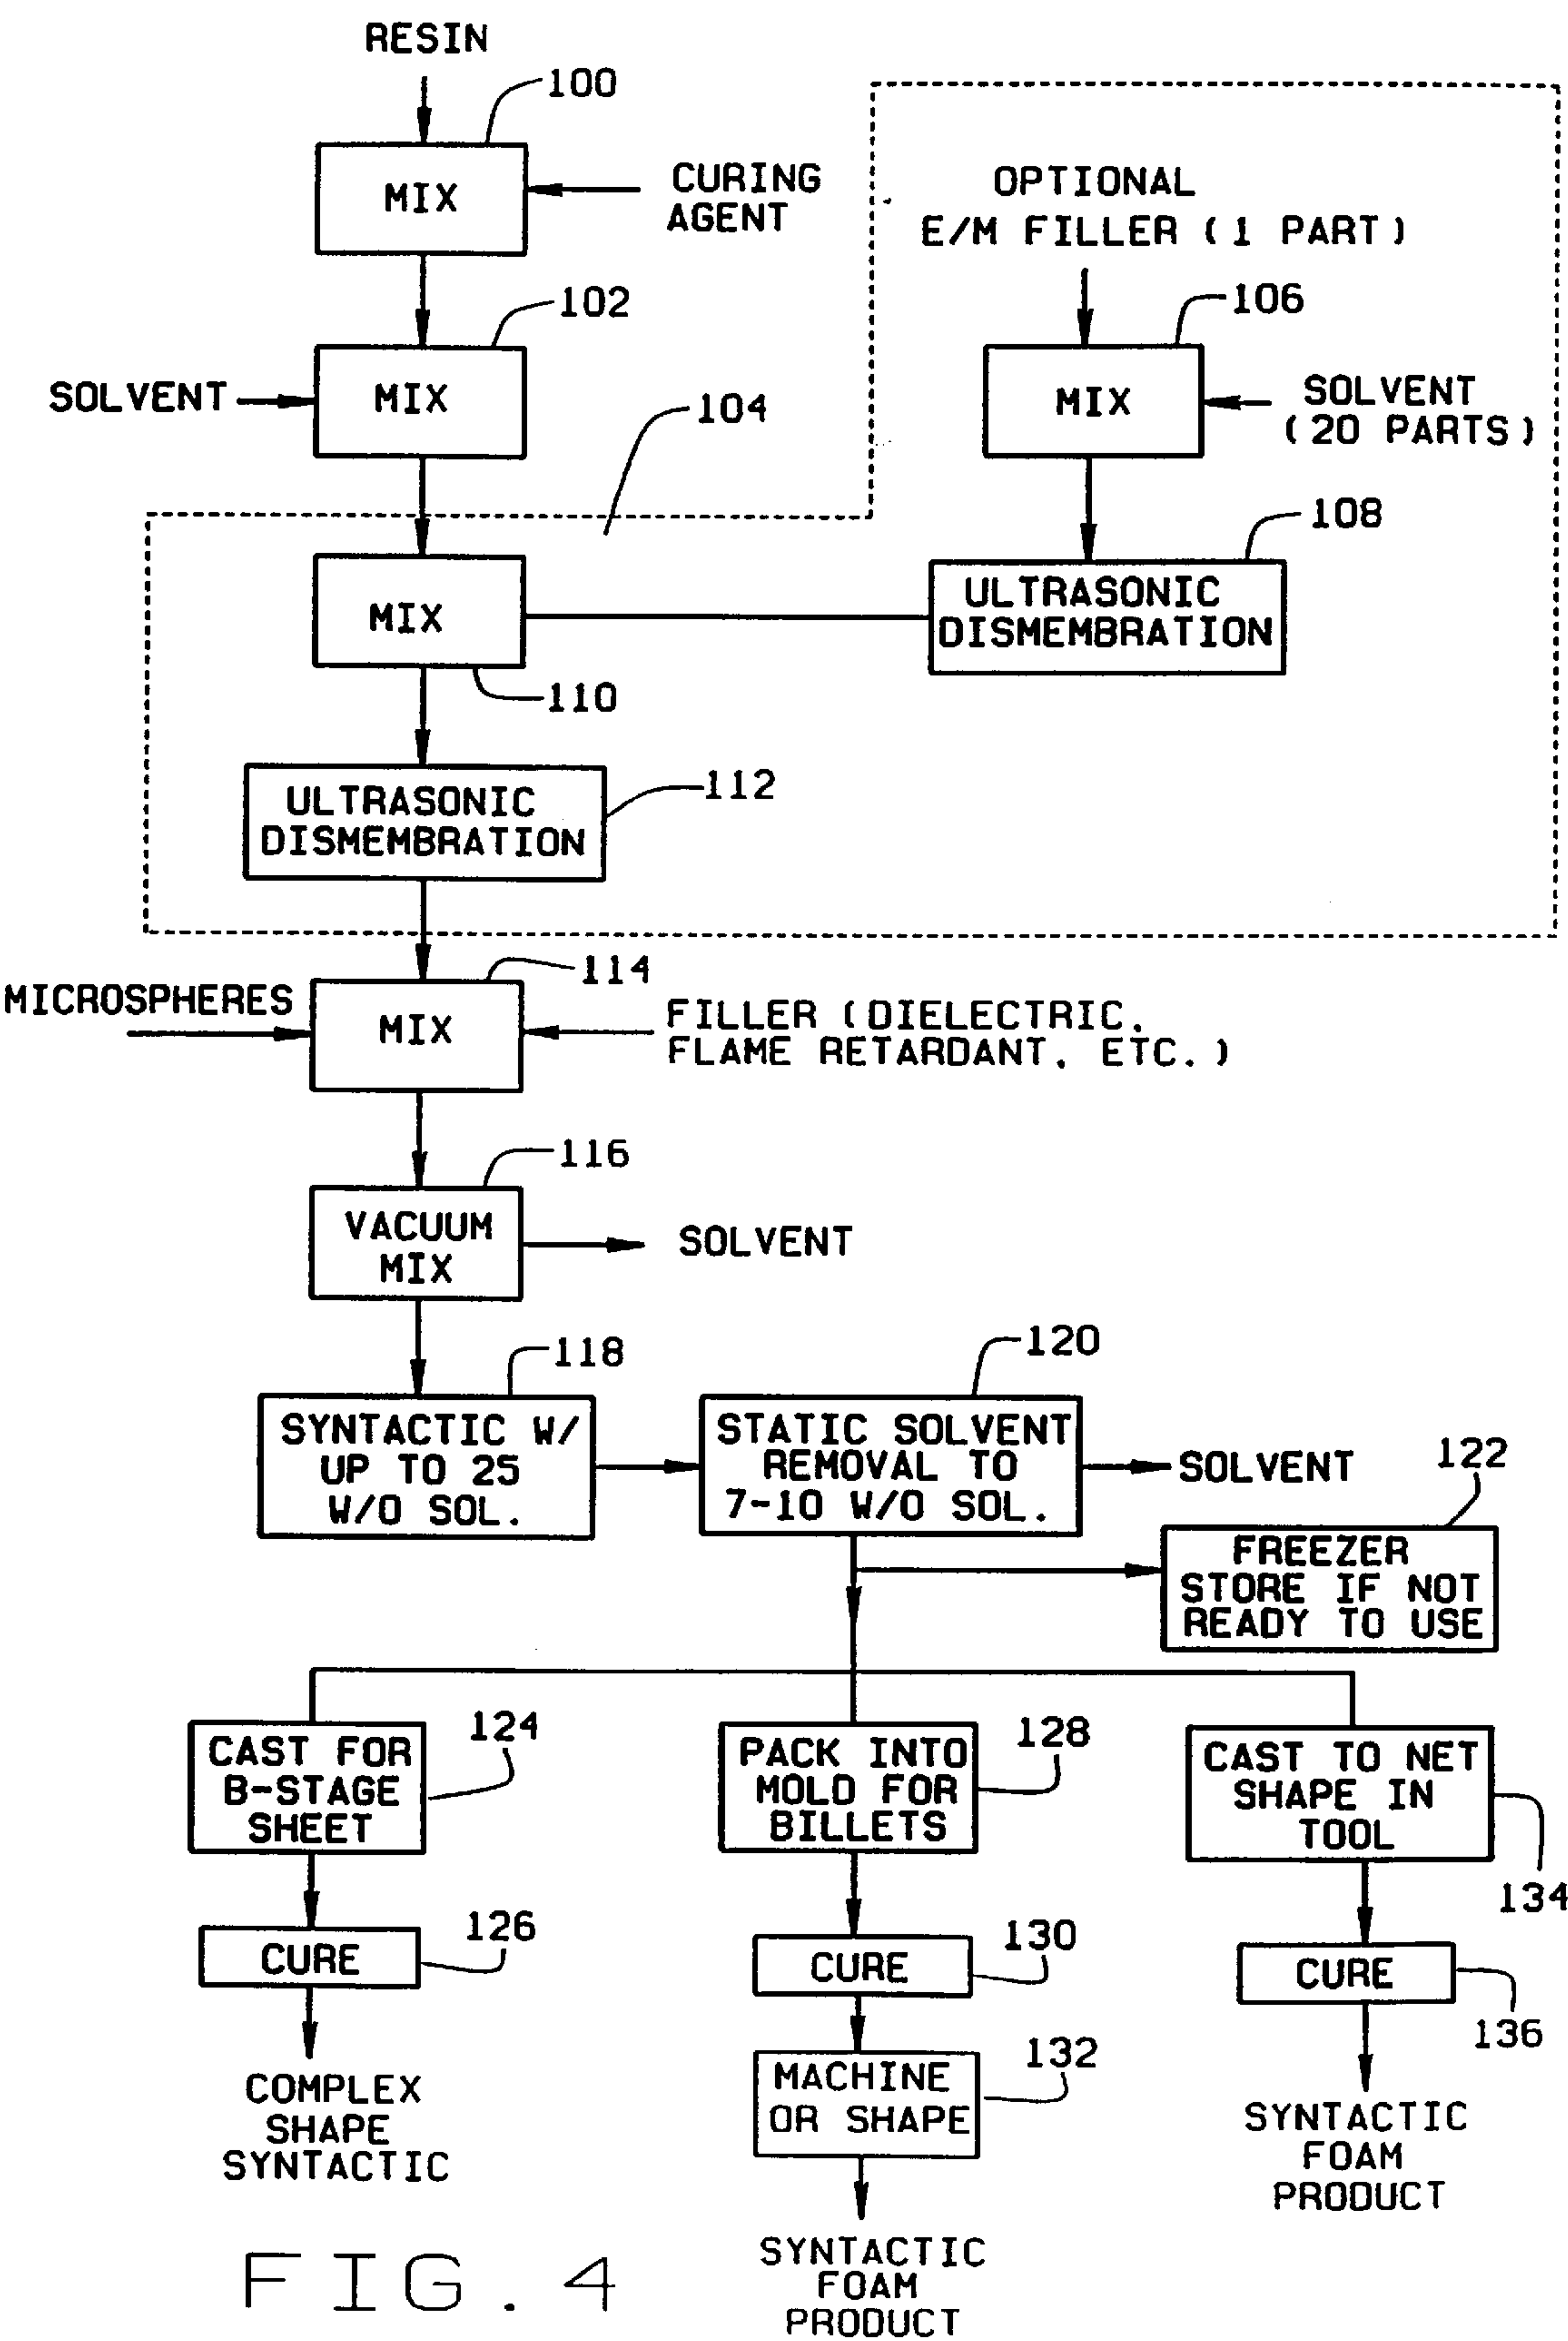 RESIN
100
MIX
CURING
AGENT
OPTIONAL
E/M FILLER (1 PART)
102
106
SOLVENT
MIX
104
MIX
SOLVENT
(20 PARTS)
108
MIX
ULTRASONIC
DISMEMBRATION
110
ULTRASONIC
DISMEMBRATION
112
114
MICROSPHERES
MIX
FILLER (DIELECTRIC,
FLAME RETARDANT, ETC.)
116
VACUUM
MIX
SOLVENT
118
120
SYNTACTIC W/
UP TO 25
W/O SOL.
STATIC SOLVENT
REMOVAL TO
7-10 W/O SOL.
SOLVENT
122
FREEZER
STORE IF NOT
READY TO USE
124
CAST FOR
B-STAGE
SHEET
128
PACK INTO
MOLD FOR
BILLETS
CAST TO NET
SHAPE IN
TOOL
134
126
CURE
130
CURE
CURE
136
COMPLEX
SHAPE
SYNTACTIC
132
MACHINE
OR SHAPE
SYNTACTIC
FOAM
PRODUCT
SYNTACTIC
FOAM
PRODUCT
FIG. 4